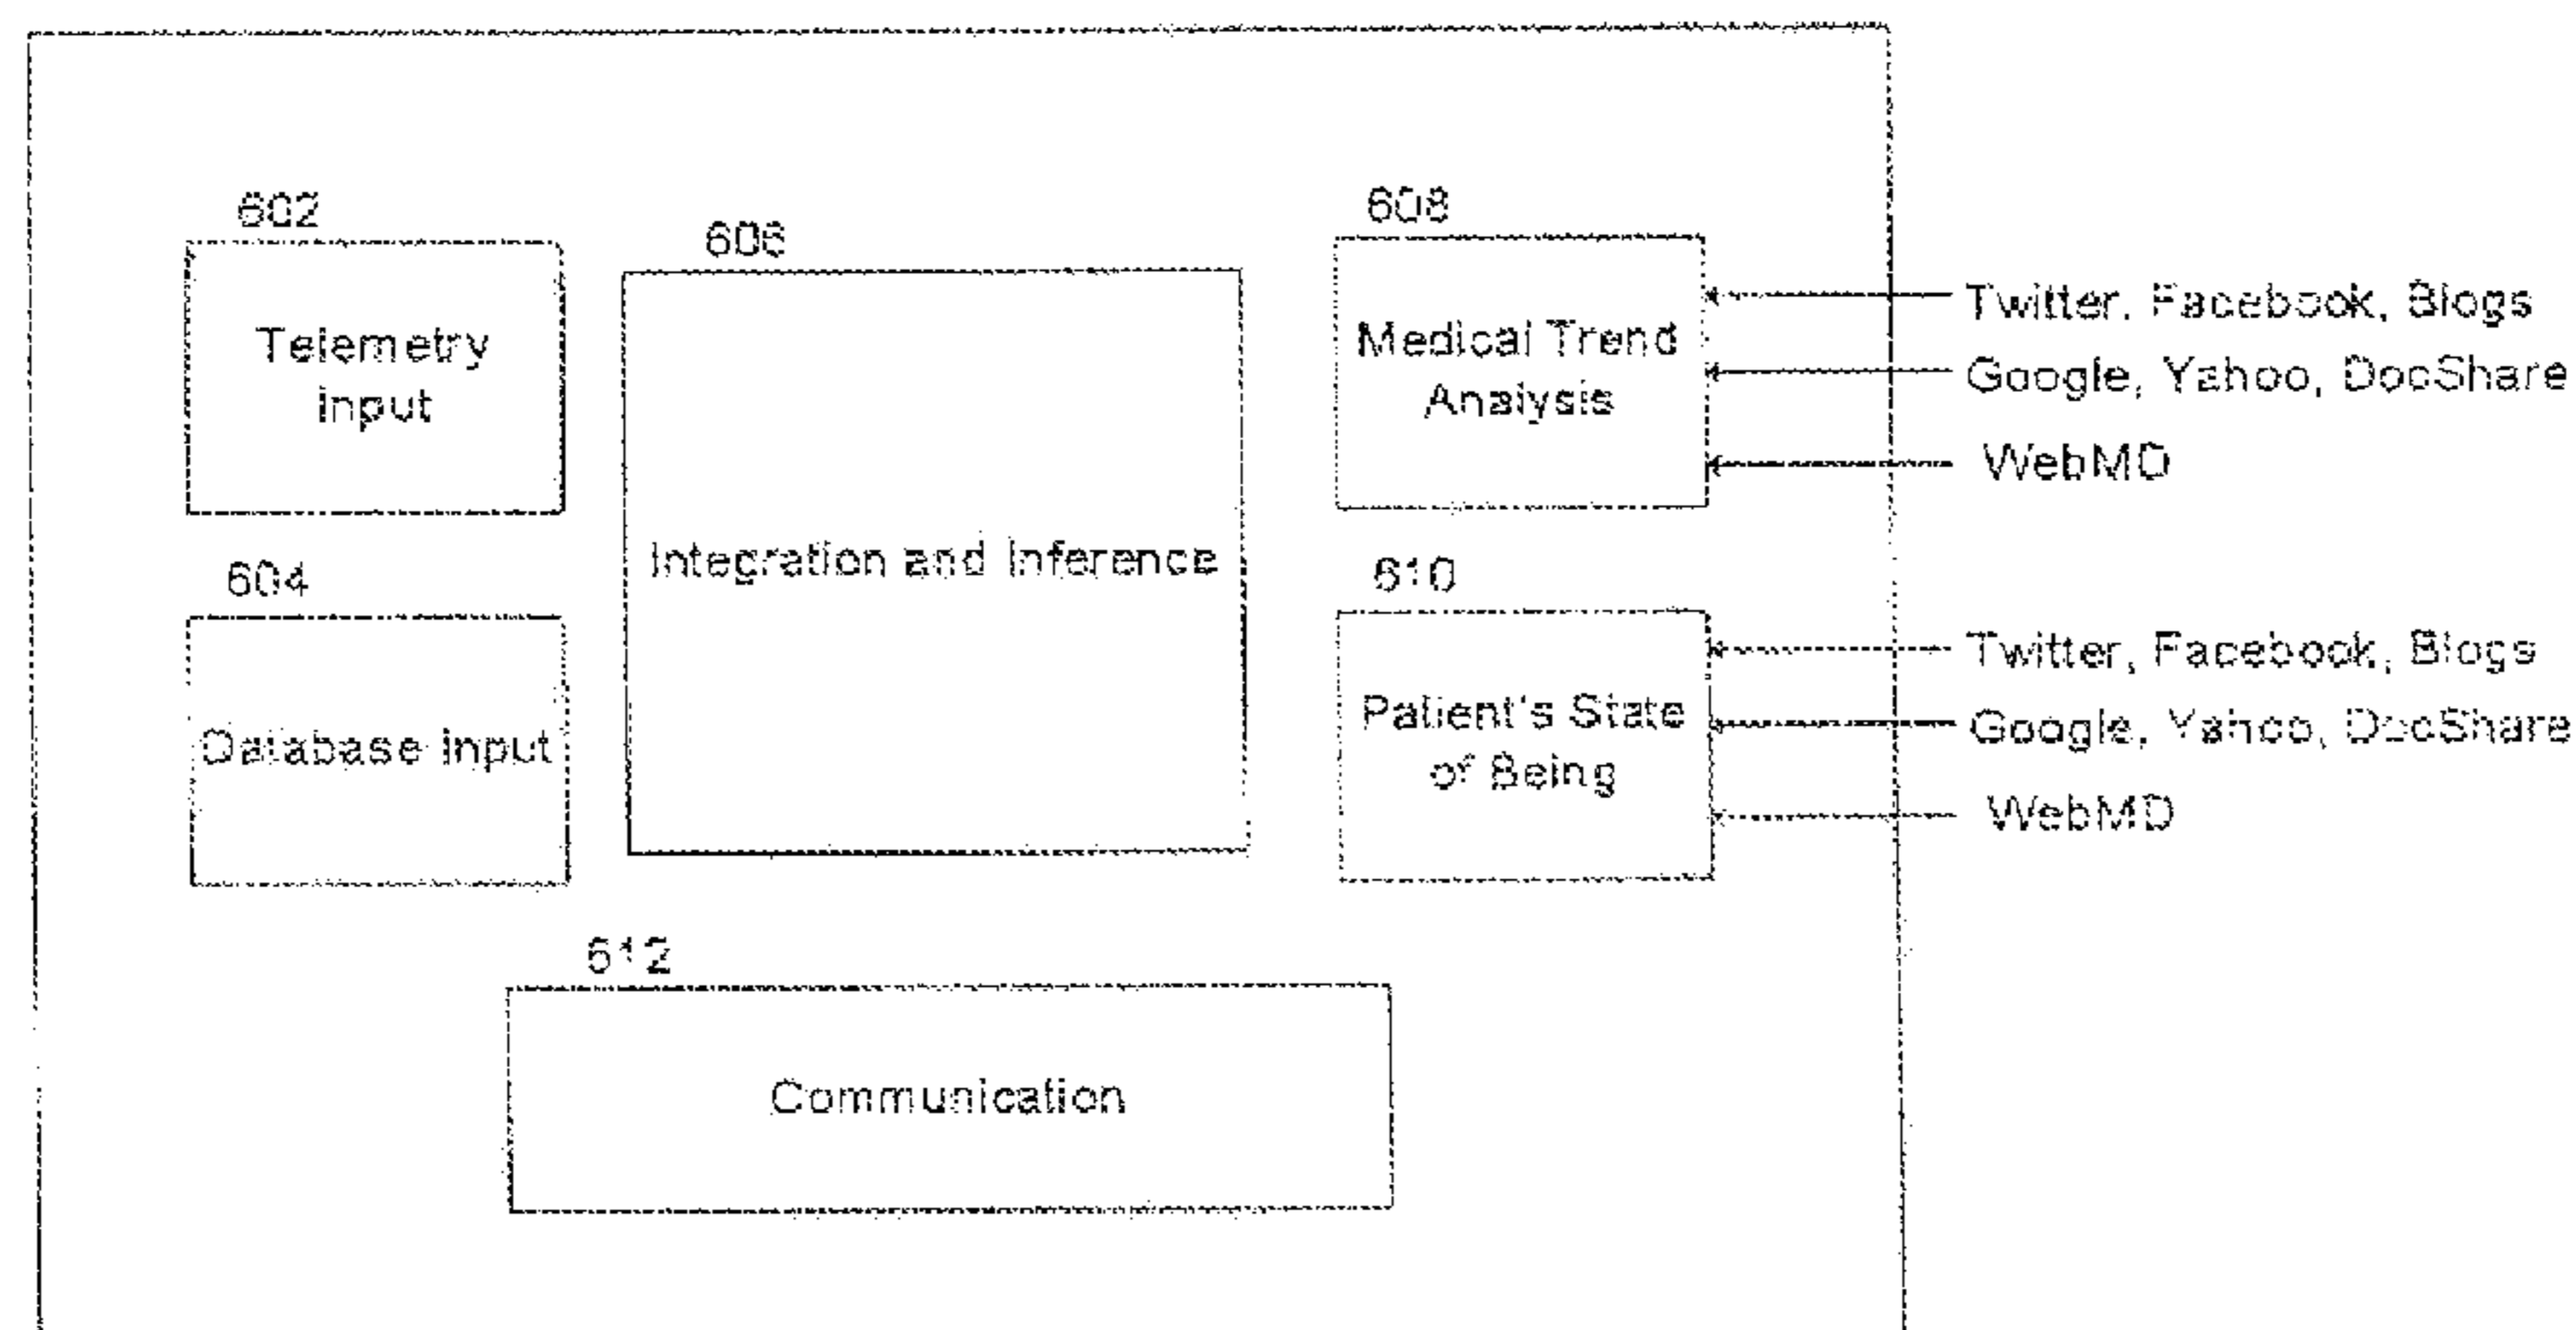 602
Telemetry
Input
604
Database Input
606
Integration and Inference
608
Medical Trend
Analysis
Twitter, Facebook, Blogs
Google, Yahoo, DocShare
WebMD
610
Patient's State
of Being
Twitter, Facebook, Blogs
Google, Yahoo, DocShare
WebMD
612
Communication